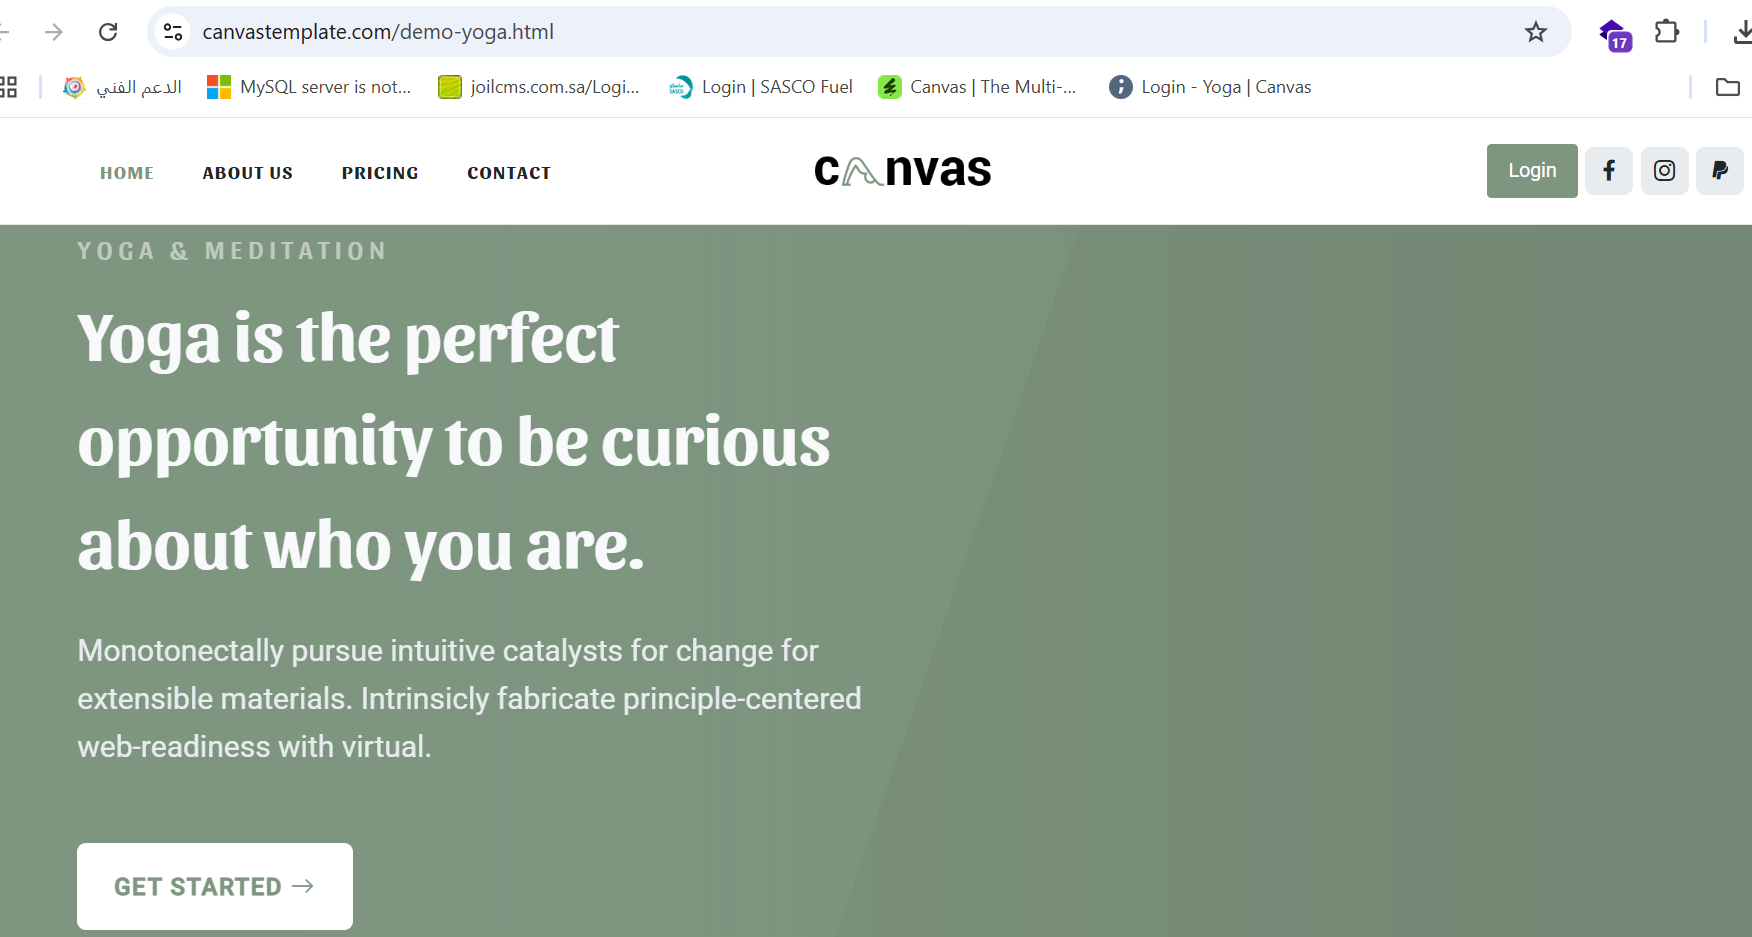 canvastemplate.com/demo-yoga.html
17
الدعم الفني
MySQL server is not...
joilcms.com.sa/Logi...
Login | SASCO Fuel
Canvas | The Multi-...
Login - Yoga | Canvas
HOME
ABOUT US
PRICING
CONTACT
canvas
Login
YOGA & MEDITATION
Yoga is the perfect
opportunity to be curious
about who you are.
Monotonectally pursue intuitive catalysts for change for
extensible materials. Intrinsicly fabricate principle-centered
web-readiness with virtual.
GET STARTED →